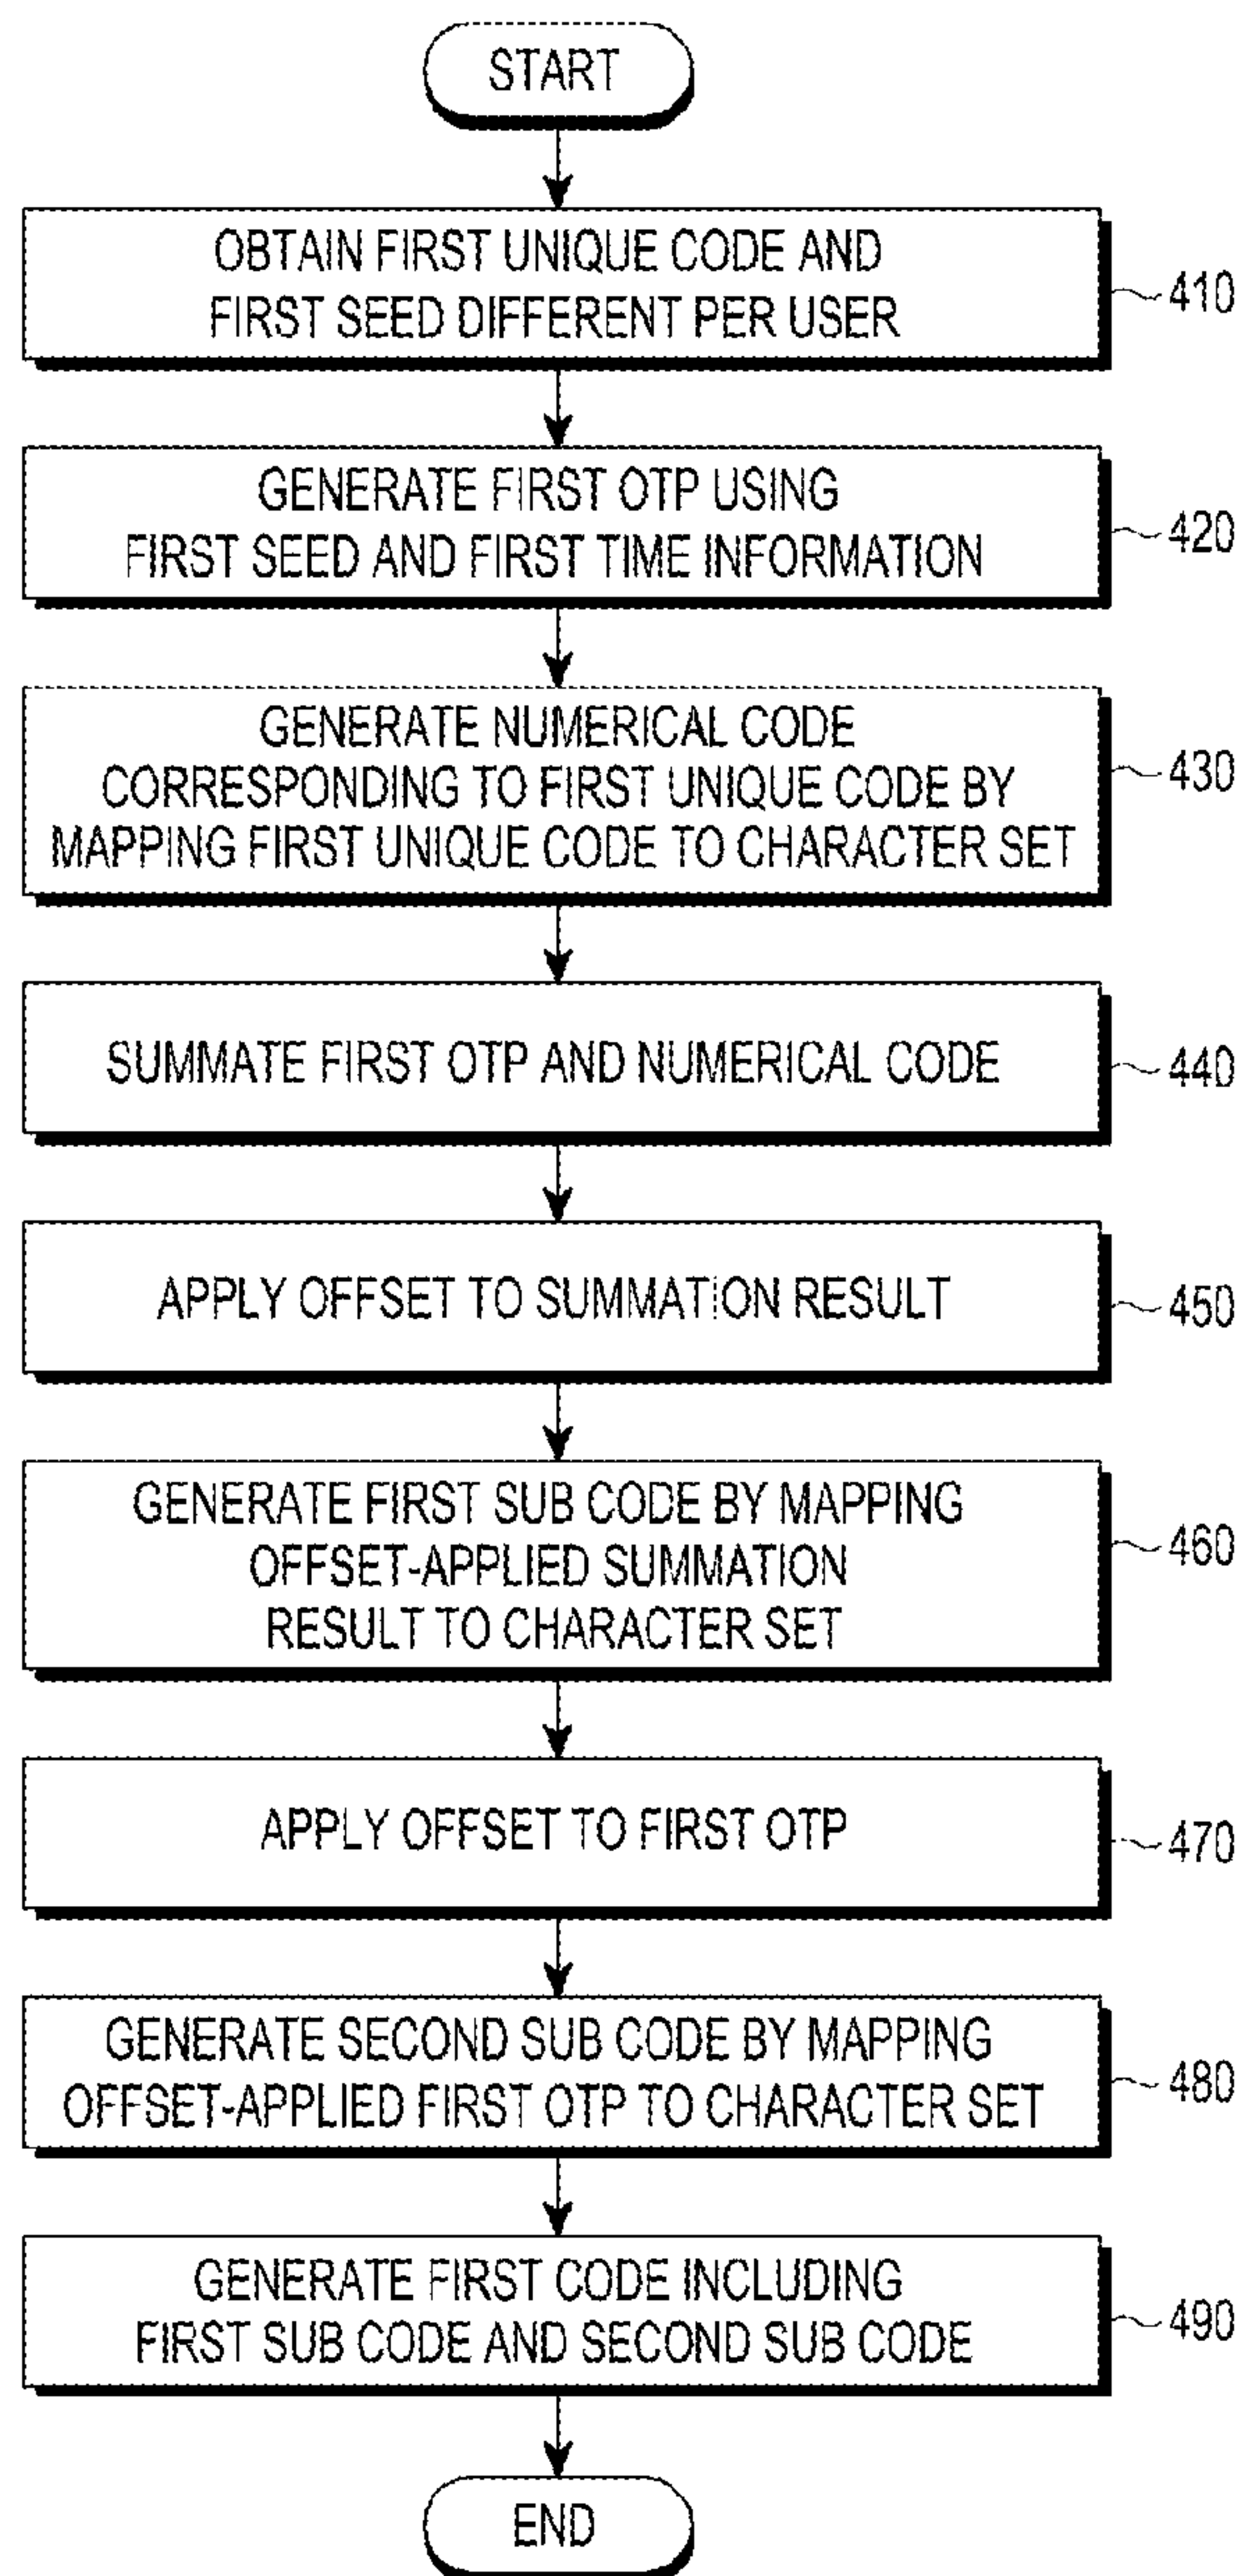 START
OBTAIN FIRST UNIQUE CODE AND
FIRST SEED DIFFERENT PER USER
410
GENERATE FIRST OTP USING
FIRST SEED AND FIRST TIME INFORMATION
420
GENERATE NUMERICAL CODE
CORRESPONDING TO FIRST UNIQUE CODE BY
MAPPING FIRST UNIQUE CODE TO CHARACTER SET
430
SUMMATE FIRST OTP AND NUMERICAL CODE
440
APPLY OFFSET TO SUMMATION RESULT
450
GENERATE FIRST SUB CODE BY MAPPING
OFFSET-APPLIED SUMMATION
RESULT TO CHARACTER SET
460
APPLY OFFSET TO FIRST OTP
470
GENERATE SECOND SUB CODE BY MAPPING
OFFSET-APPLIED FIRST OTP TO CHARACTER SET
480
GENERATE FIRST CODE INCLUDING
FIRST SUB CODE AND SECOND SUB CODE
490
END